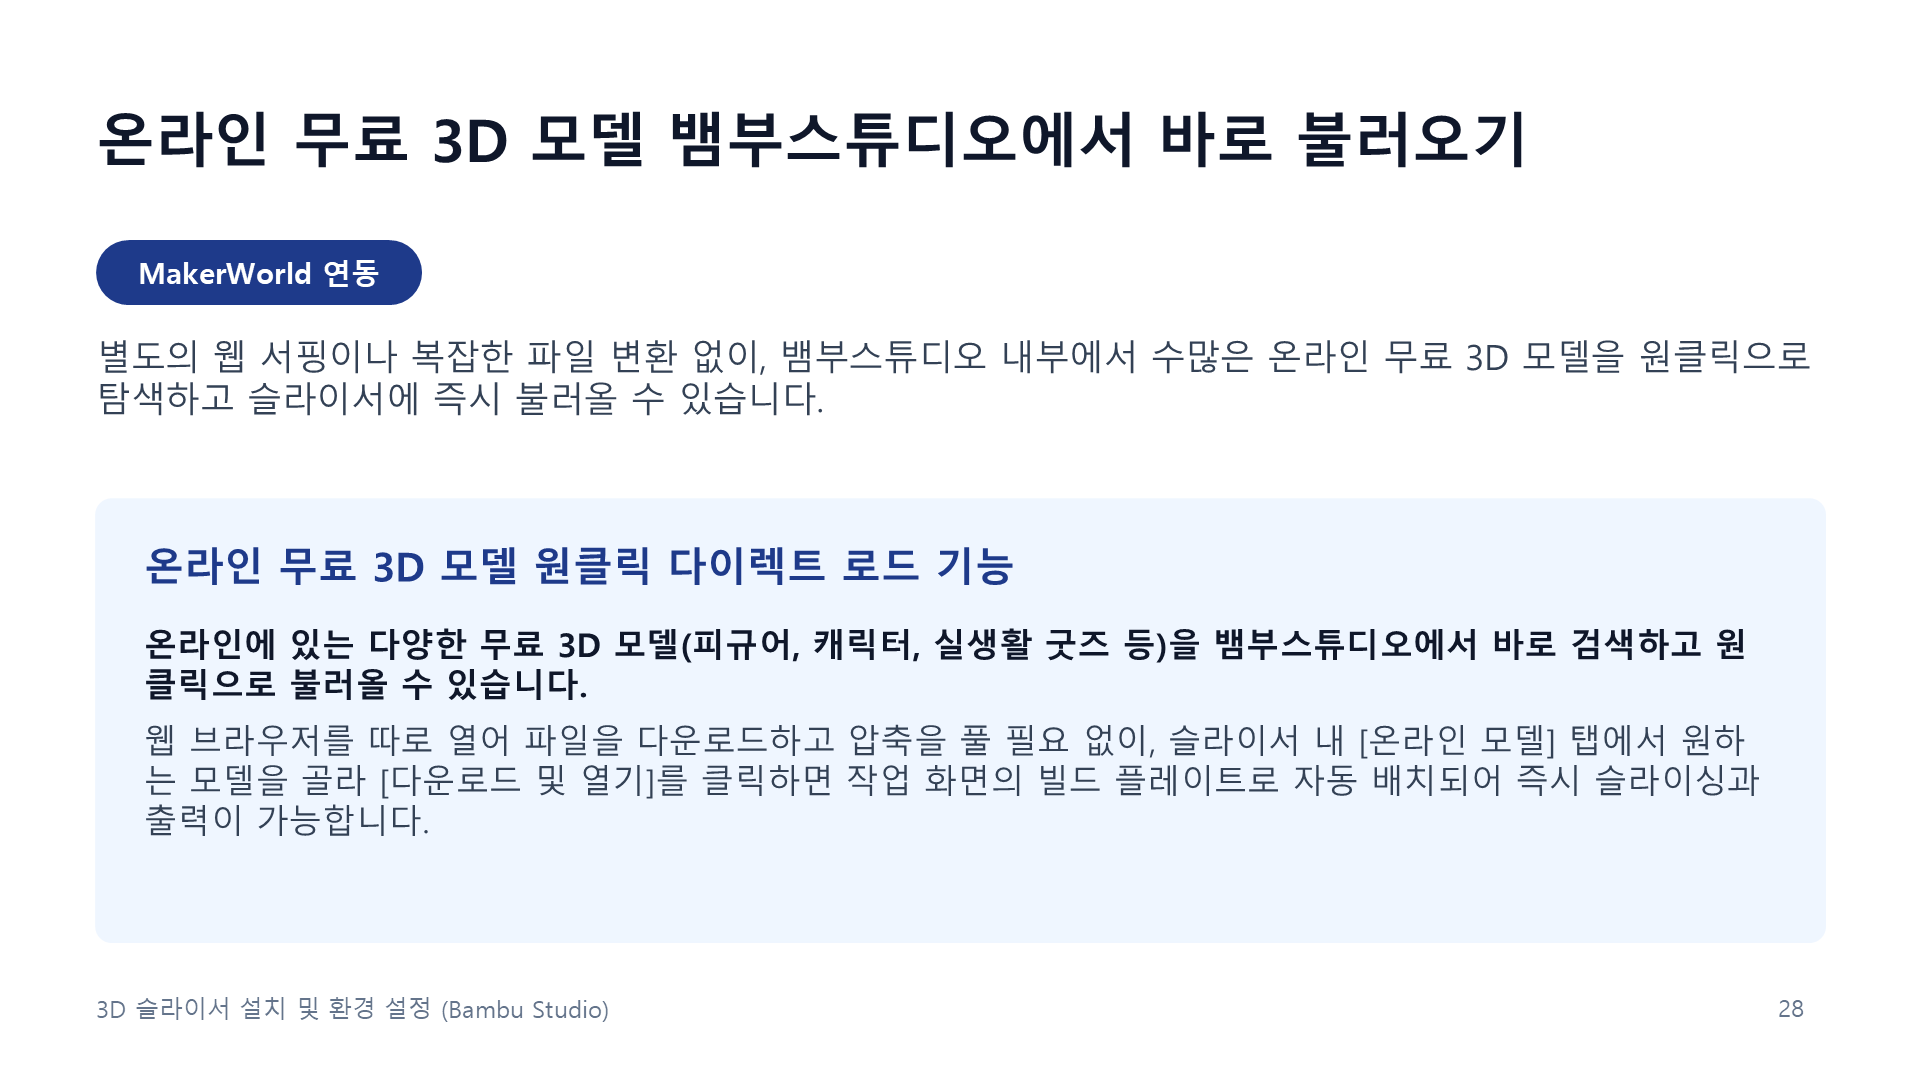 온라인 무료 3D 모델 뱀부스튜디오에서 바로 불러오기
MakerWorld 연동
별도의 웹 서핑이나 복잡한 파일 변환 없이, 뱀부스튜디오 내부에서 수많은 온라인 무료 3D 모델을 원클릭으로
탐색하고 슬라이서에 즉시 불러올 수 있습니다.
온라인 무료 3D 모델 원클릭 다이렉트 로드 기능
온라인에 있는 다양한 무료 3D 모델(피규어, 캐릭터, 실생활 굿즈 등)을 뱀부스튜디오에서 바로 검색하고 원
클릭으로 불러올 수 있습니다.
웹 브라우저를 따로 열어 파일을 다운로드하고 압축을 풀 필요 없이, 슬라이서 내 [온라인 모델] 탭에서 원하
는 모델을 골라 [다운로드 및 열기]를 클릭하면 작업 화면의 빌드 플레이트로 자동 배치되어 즉시 슬라이싱과
출력이 가능합니다.
3D 슬라이서 설치 및 환경 설정 (Bambu Studio)
28